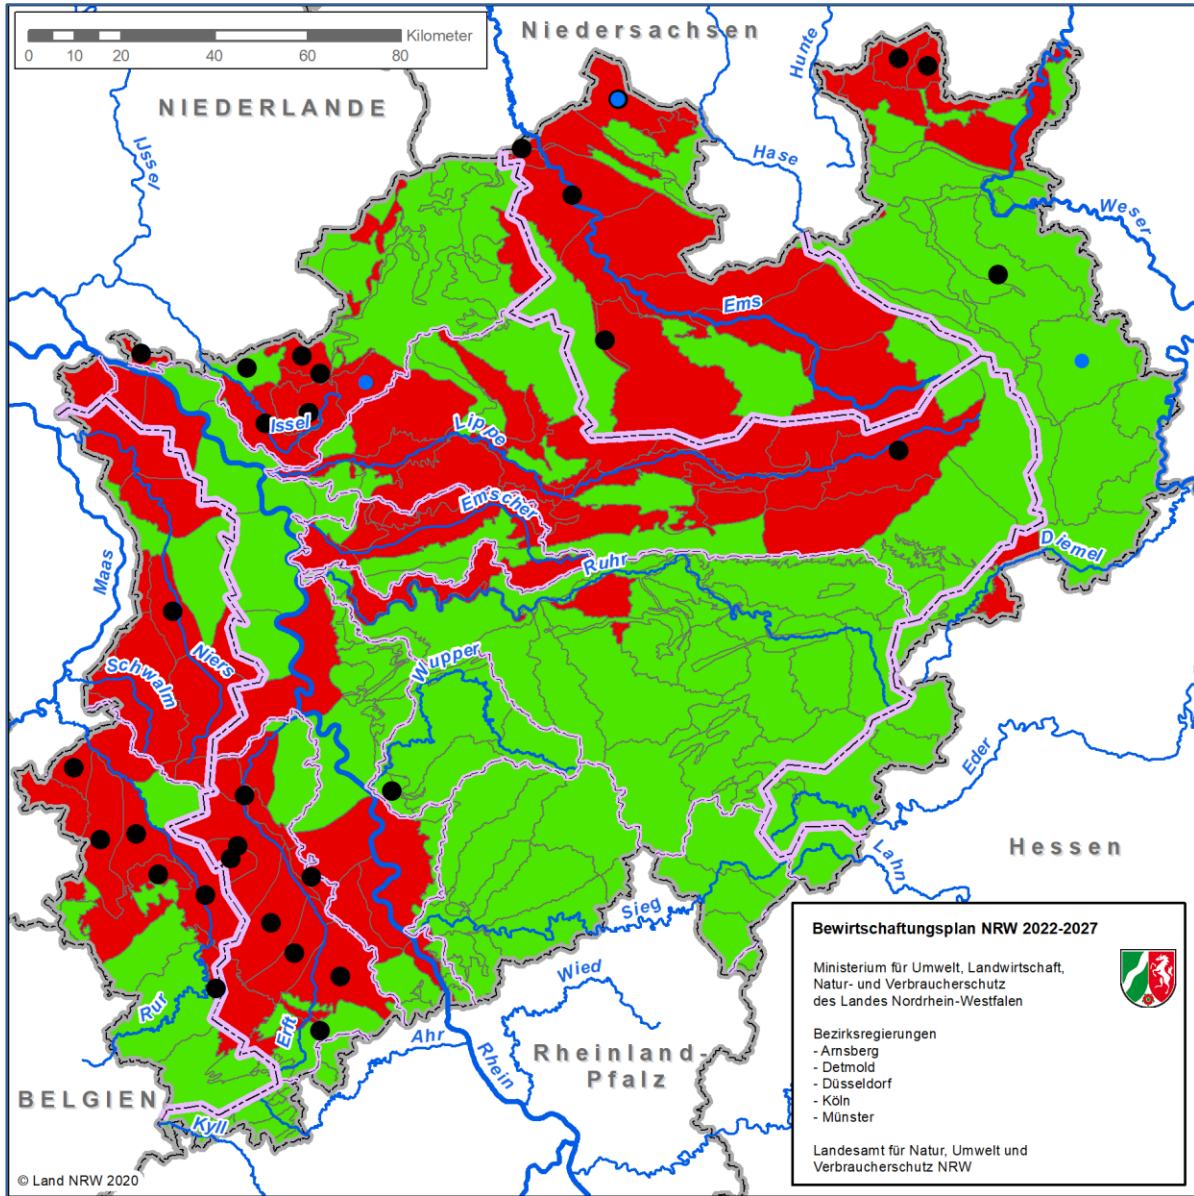 Niedersachsen
Kilometer
0 10 20 40 60 80
NIEDERLANDE
Hunte
IJssel
Hase
Weser
Ems
Issel
Lippe
Emscher
Ruhr
Diemel
Maas
Niers
Schwalm
Wupper
Eder
Hessen
Lahn
Sieg
Wied
Rur
Erft
Ahr
Rhein
Rheinland-
Pfalz
BELGIEN
Kyll
© Land NRW 2020
Bewirtschaftungsplan NRW 2022-2027
Ministerium für Umwelt, Landwirtschaft,
Natur- und Verbraucherschutz
des Landes Nordrhein-Westfalen
Bezirksregierungen
- Arnsberg
- Detmold
- Düsseldorf
- Köln
- Münster
Landesamt für Natur, Umwelt und
Verbraucherschutz NRW